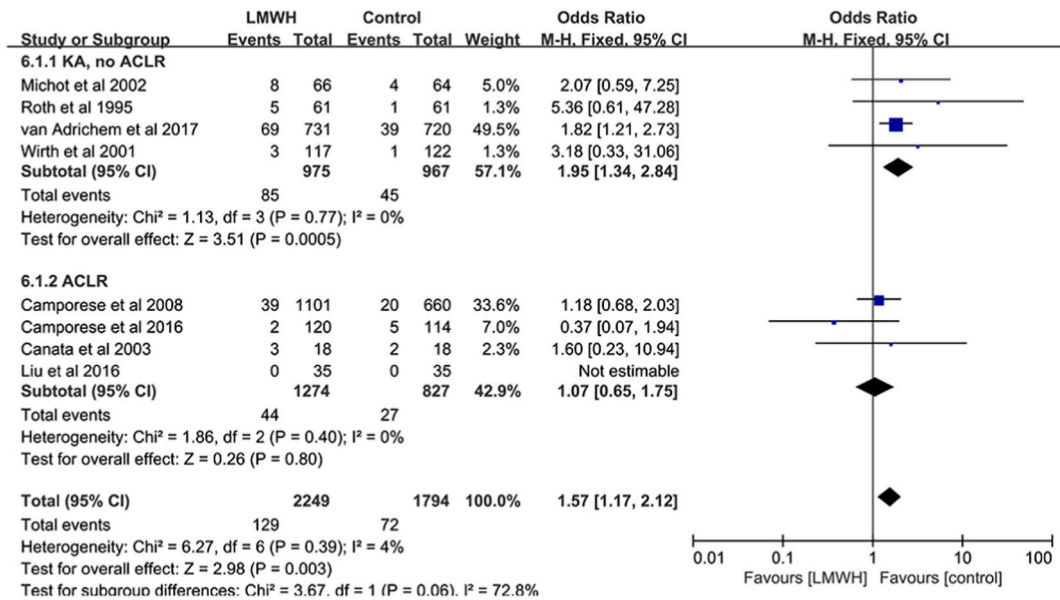 LMWH Control Odds Ratio Odds Ratio
Study or Subgroup Events Total Events Total Weight M-H, Fixed, 95% CI M-H, Fixed, 95% CI
6.1.1 KA, no ACLR
Michot et al 2002 8 66 4 64 5.0% 2.07 [0.59, 7.25]
Roth et al 1995 5 61 1 61 1.3% 5.36 [0.61, 47.28]
van Adrichem et al 2017 69 731 39 720 49.5% 1.82 [1.21, 2.73]
Wirth et al 2001 3 117 1 122 1.3% 3.18 [0.33, 31.06]
Subtotal (95% CI) 975 967 57.1% 1.95 [1.34, 2.84]
Total events 85 45
Heterogeneity: Chi² = 1.13, df = 3 (P = 0.77); I² = 0%
Test for overall effect: Z = 3.51 (P = 0.0005)
6.1.2 ACLR
Camporese et al 2008 39 1101 20 660 33.6% 1.18 [0.68, 2.03]
Camporese et al 2016 2 120 5 114 7.0% 0.37 [0.07, 1.94]
Canata et al 2003 3 18 2 18 2.3% 1.60 [0.23, 10.94]
Liu et al 2016 0 35 0 35 Not estimable
Subtotal (95% CI) 1274 827 42.9% 1.07 [0.65, 1.75]
Total events 44 27
Heterogeneity: Chi² = 1.86, df = 2 (P = 0.40); I² = 0%
Test for overall effect: Z = 0.26 (P = 0.80)
Total (95% CI) 2249 1794 100.0% 1.57 [1.17, 2.12]
Total events 129 72
Heterogeneity: Chi² = 6.27, df = 6 (P = 0.39); I² = 4%
Test for overall effect: Z = 2.98 (P = 0.003)
Test for subgroup differences: Chi² = 3.67, df = 1 (P = 0.06), I² = 72.8%
0.01 0.1 1 10 100
Favours [LMWH] Favours [control]